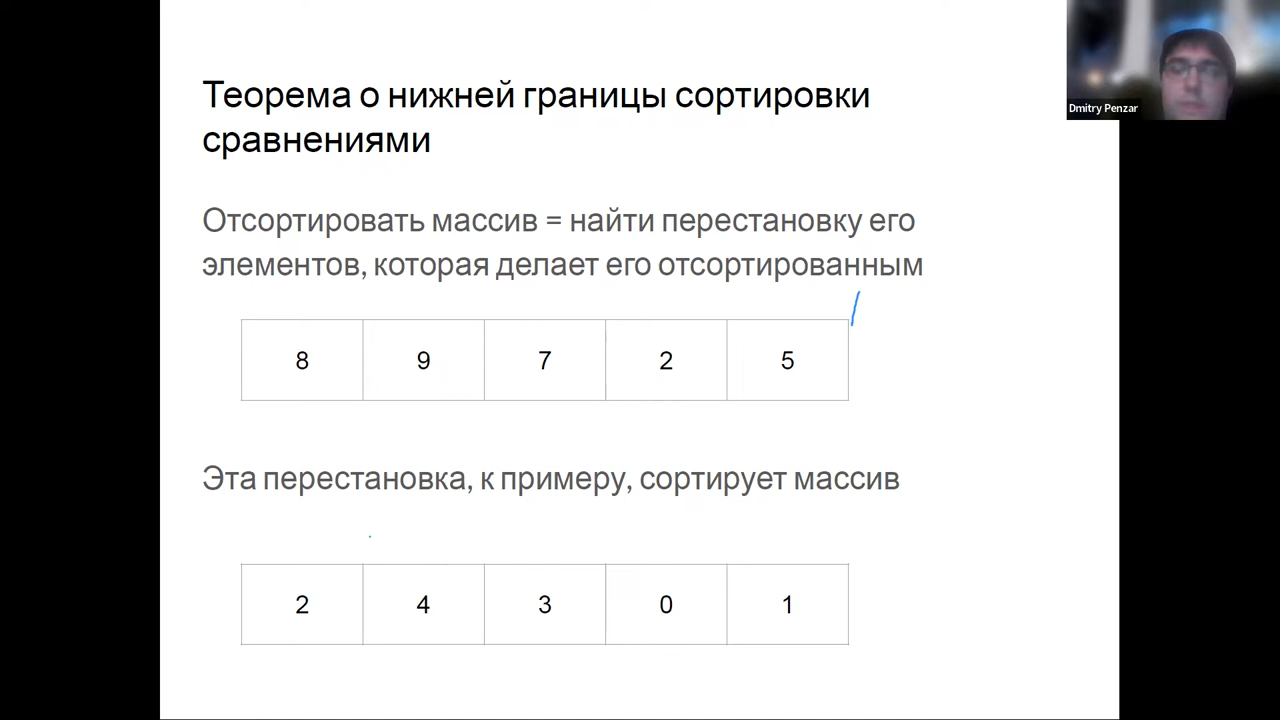 Dmitry Penzar
Теорема о нижней границы сортировки
сравнениями
Отсортировать массив = найти перестановку его
элементов, которая делает его отсортированным
8 9 7 2 5
Эта перестановка, к примеру, сортирует массив
2 4 3 0 1